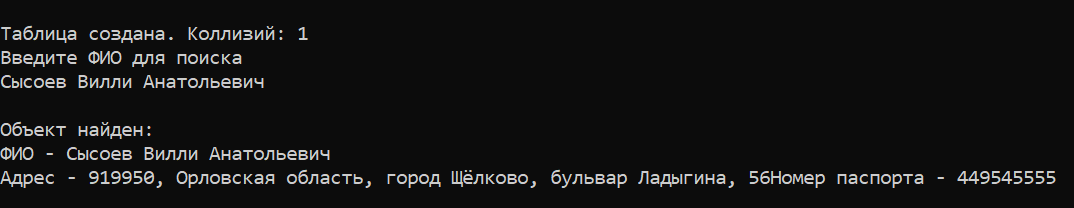 Таблица создана. Коллизий: 1
Введите ФИО для поиска
Сысоев Вилли Анатольевич
Объект найден:
ФИО - Сысоев Вилли Анатольевич
Адрес - 919950, Орловская область, город Щёлково, бульвар Ладыгина, 56Номер паспорта - 449545555